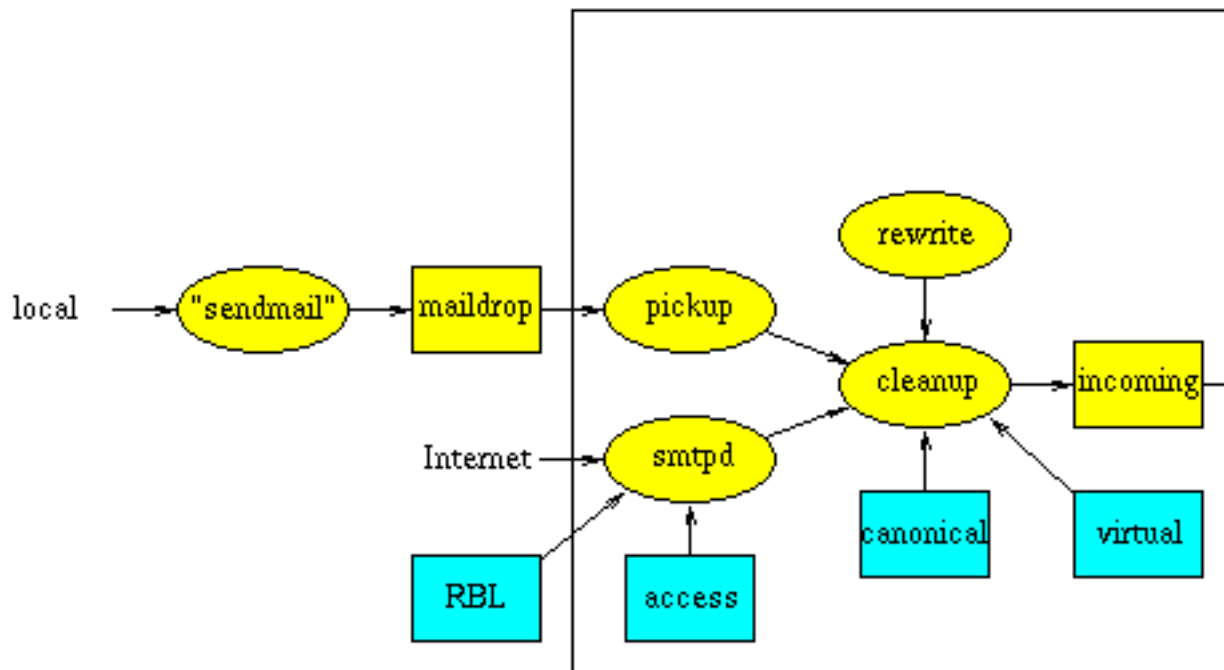 rewrite
local
"sendmail"
maildrop
pickup
cleanup
incoming
Internet
smtpd
canonical
virtual
RBL
access